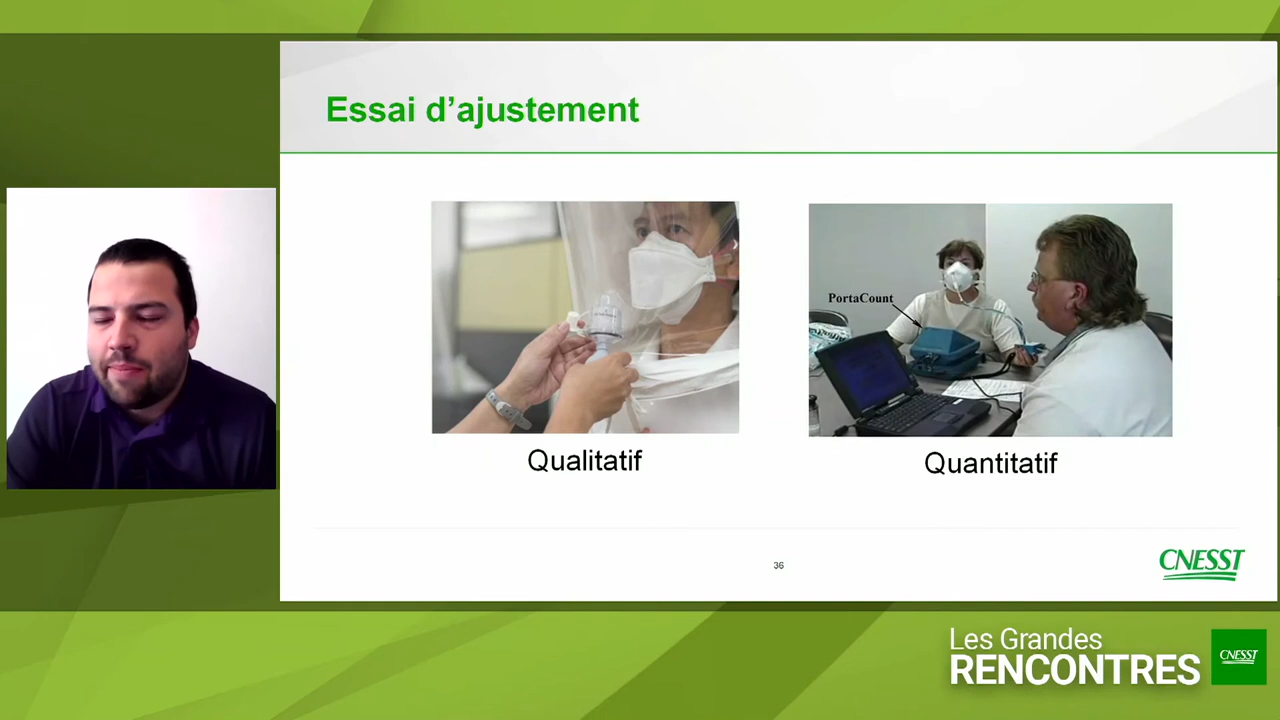 Essai d’ajustement
PortaCount
Qualitatif
Quantitatif
36
CNESST
Les Grandes
RENCONTRES
CNESST